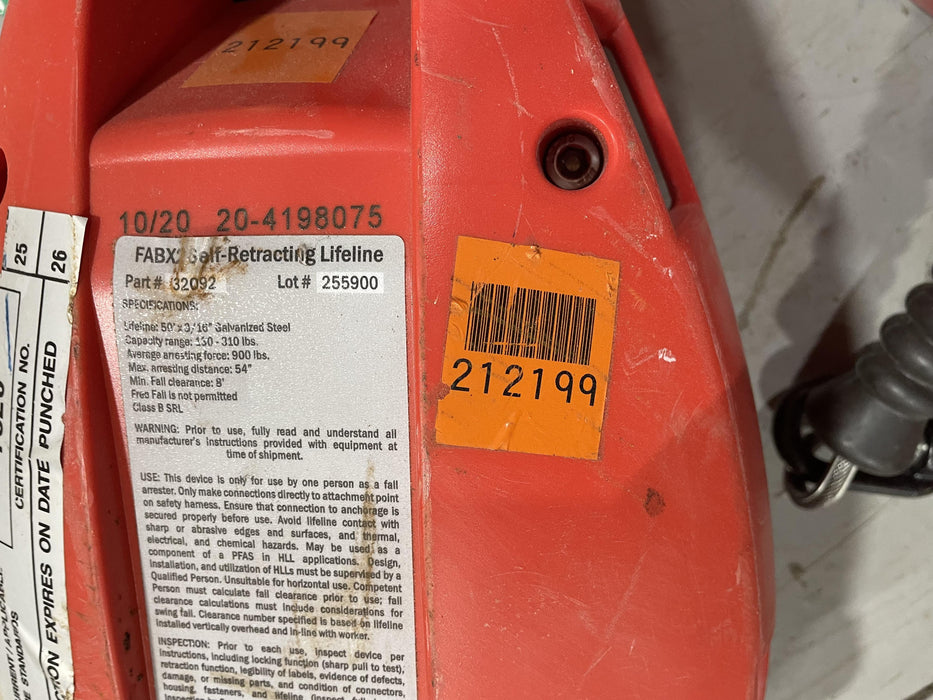 212199
10/20 20-4198075
FABX Self-Retracting Lifeline
Part # 32092 Lot # 255900
SPECIFICATIONS:
Lifeline: 50' x 3/16" Galvanized Steel
Capacity range: 130 - 310 lbs.
Average arresting force: 900 lbs.
Max. arresting distance: 54"
Min. Fall clearance: 8'
Free Fall is not permitted
Class B SRL
WARNING: Prior to use, fully read and understand all
manufacturer's instructions provided with equipment at
time of shipment.
USE: This device is only for use by one person as a fall
arrester. Only make connections directly to attachment point
on safety harness. Ensure that connection to anchorage is
secured properly before use. Avoid lifeline contact with
sharp or abrasive edges and surfaces, and thermal,
electrical, and chemical hazards. May be used as a
component of a PFAS in HLL applications. Design,
installation, and utilization of HLLs must be supervised by a
Qualified Person. Unsuitable for horizontal use. Competent
Person must calculate fall clearance prior to use; fall
clearance calculations must include considerations for
swing fall. Clearance number specified is based on lifeline
installed vertically overhead and in-line with worker.
INSPECTION: Prior to each use, inspect device per
instructions, including locking function (sharp pull to test),
retraction function, legibility of labels, evidence of defects,
damage, or missing parts, and condition of connectors,
housing, fasteners, and lifeline
212199
25
26
CERTIFICATION NO.
EXPIRES ON DATE PUNCHED
STANDARDS